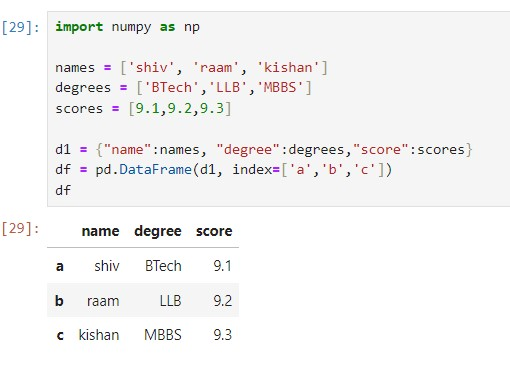 [29]: import numpy as np
names = ['shiv', 'raam', 'kishan']
degrees = ['BTech','LLB','MBBS']
scores = [9.1,9.2,9.3]
d1 = {"name":names, "degree":degrees,"score":scores}
df = pd.DataFrame(d1, index=['a','b','c'])
df
[29]: name degree score
a shiv BTech 9.1
b raam LLB 9.2
c kishan MBBS 9.3